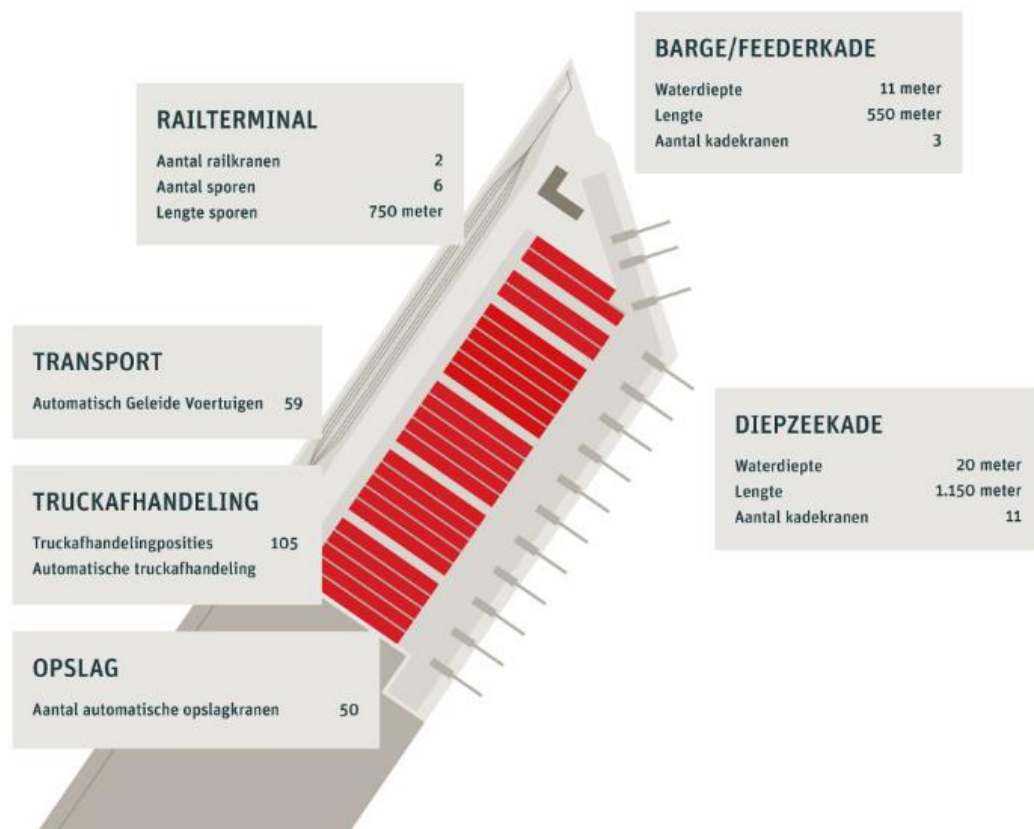 BARGE/FEEDERKADE
Waterdiepte 11 meter
Lengte 550 meter
Aantal kadekranen 3
RAILTERMINAL
Aantal railkranen 2
Aantal sporen 6
Lengte sporen 750 meter
TRANSPORT
Automatisch Geleide Voertuigen 59
DIEPZEEKADE
Waterdiepte 20 meter
Lengte 1.150 meter
Aantal kadekranen 11
TRUCKAFHANDELING
Truckafhandelingposities 105
Automatische truckafhandeling
OPSLAG
Aantal automatische opslagkranen 50